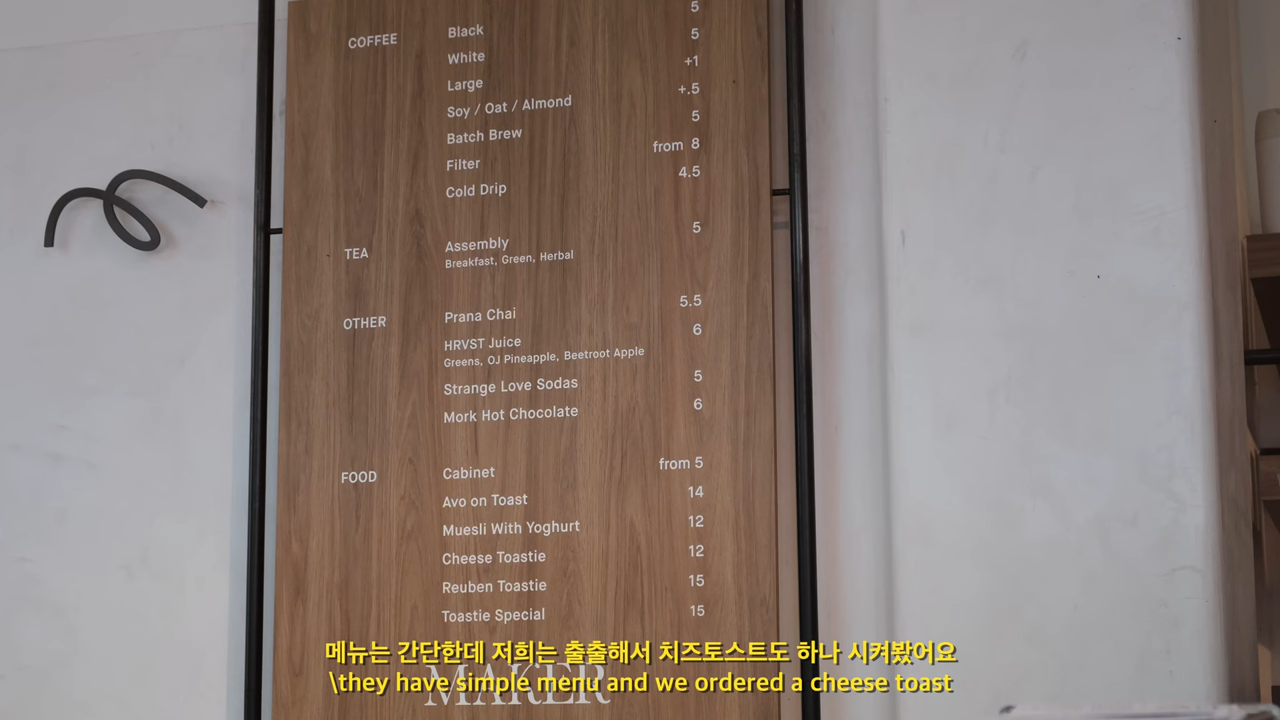 COFFEE Black 5
White 5
Large +1
Soy / Oat / Almond +.5
Batch Brew 5
Filter from 8
Cold Drip 4.5
TEA Assembly 5
Breakfast, Green, Herbal
OTHER Prana Chai 5.5
HRVST Juice 6
Greens, OJ Pineapple, Beetroot Apple
Strange Love Sodas 5
Mork Hot Chocolate 6
FOOD Cabinet from 5
Avo on Toast 14
Muesli With Yoghurt 12
Cheese Toastie 12
Reuben Toastie 15
Toastie Special 15
메뉴는 간단한데 저희는 출출해서 치즈토스트도 하나 시켜봤어요
MAKER
\they have simple menu and we ordered a cheese toast